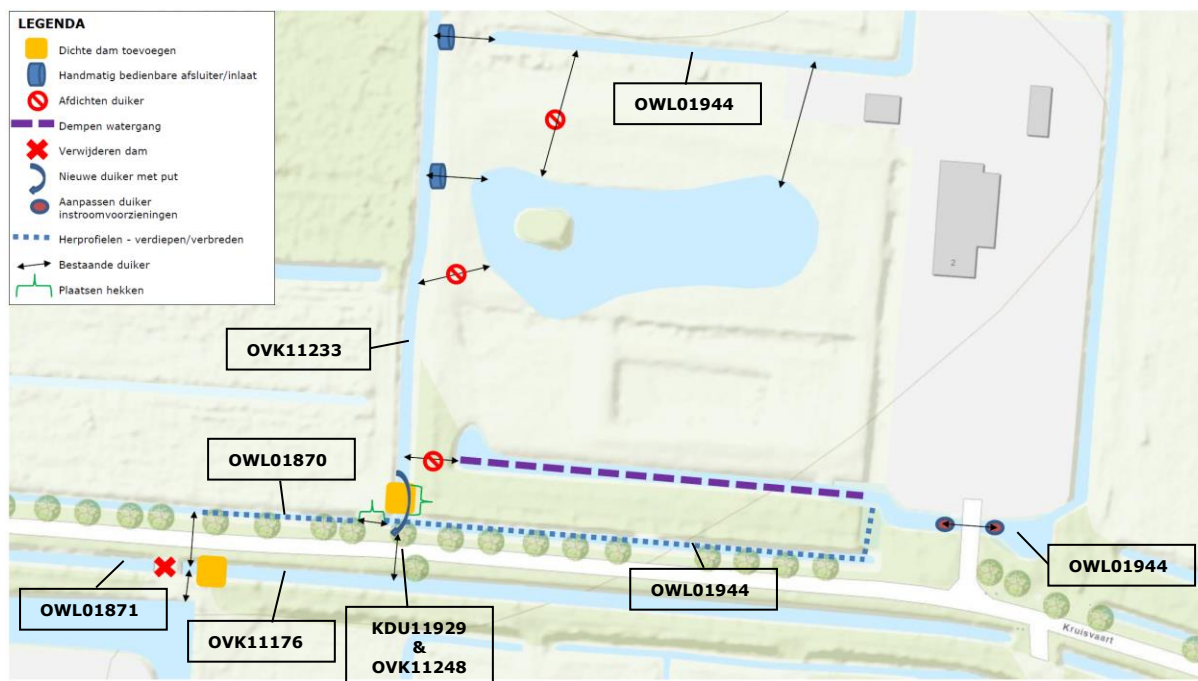 LEGENDA
Dichte dam toevoegen
Handmatig bedienbare afsluiter/inlaat
Afdichten duiker
Dempen watergang
Verwijderen dam
Nieuwe duiker met put
Aanpassen duiker
instroomvoorzieningen
Herprofielen - verdiepen/verbreden
Bestaande duiker
Plaatsen hekken
OWL01944
2
OVK11233
OWL01870
OWL01944
OWL01944
OWL01871
OVK11176
KDU11929
&
OVK11248
Kruisvaart